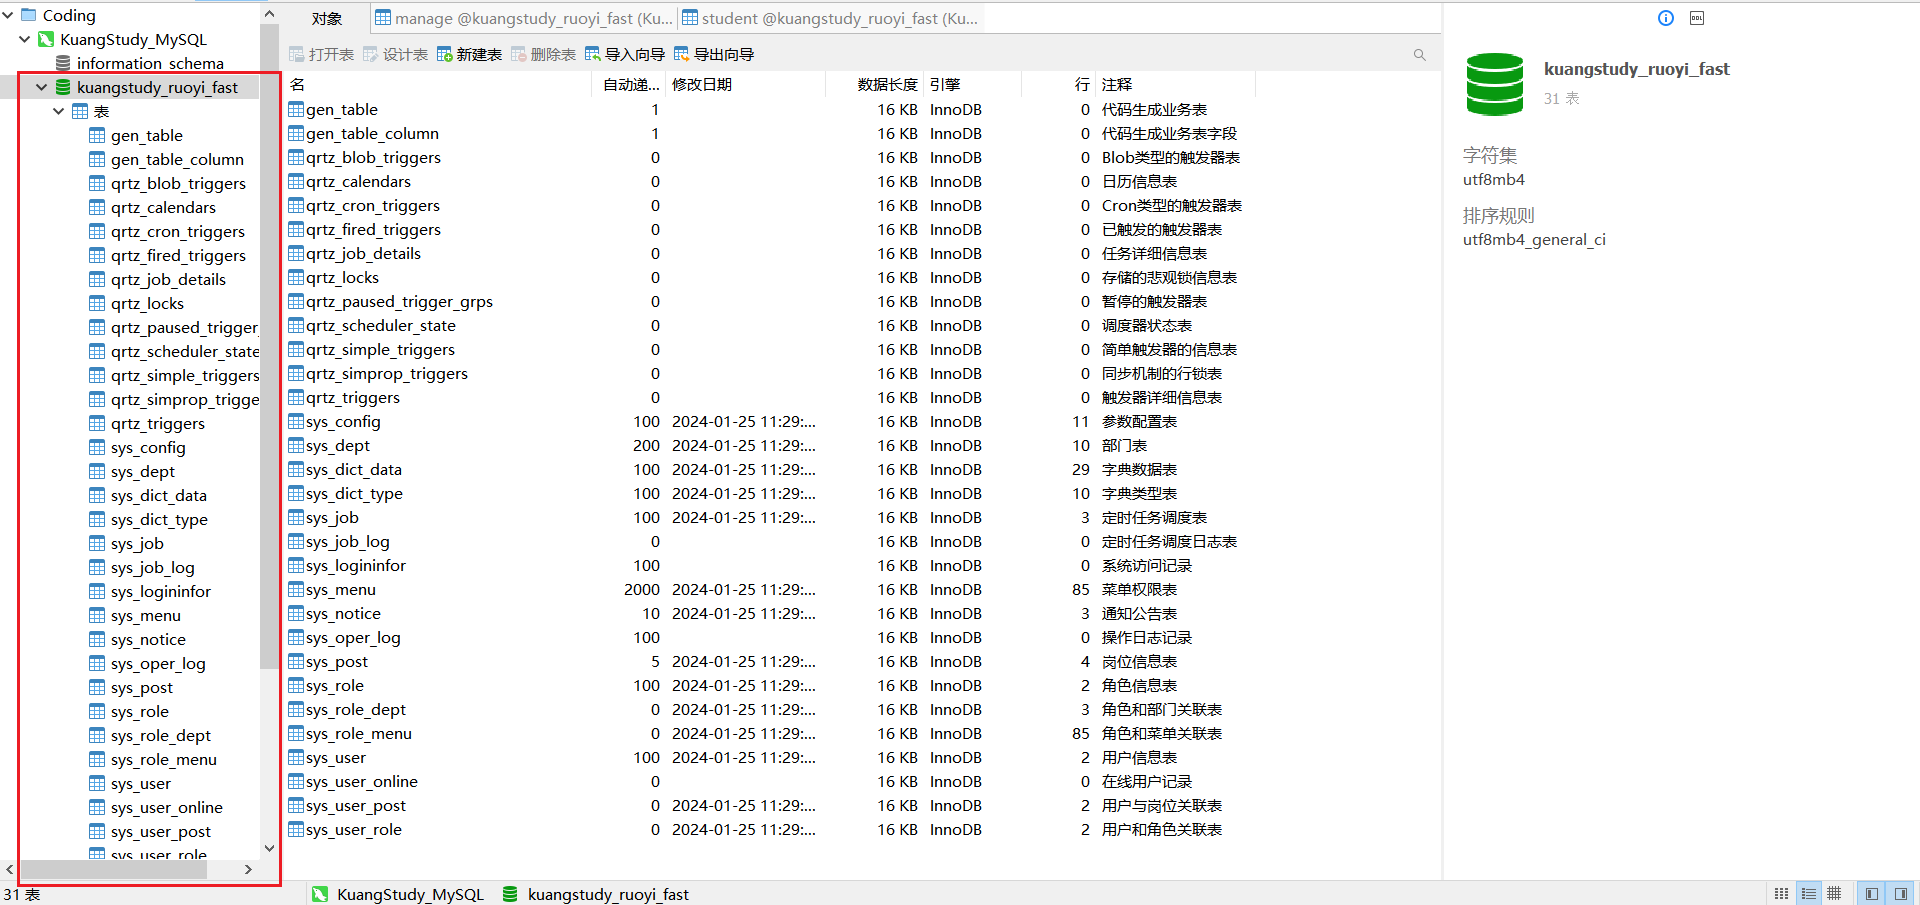 Coding
KuangStudy_MySQL
information_schema
kuangstudy_ruoyi_fast
表
gen_table
gen_table_column
qrtz_blob_triggers
qrtz_calendars
qrtz_cron_triggers
qrtz_fired_triggers
qrtz_job_details
qrtz_locks
qrtz_paused_trigger_
qrtz_scheduler_state
qrtz_simple_triggers
qrtz_simprop_trigge
qrtz_triggers
sys_config
sys_dept
sys_dict_data
sys_dict_type
sys_job
sys_job_log
sys_logininfor
sys_menu
sys_notice
sys_oper_log
sys_post
sys_role
sys_role_dept
sys_role_menu
sys_user
sys_user_online
sys_user_post
sys_user_role
31 表
对象 manage @kuangstudy_ruoyi_fast (Ku... student @kuangstudy_ruoyi_fast (Ku...
打开表 设计表 新建表 删除表 导入向导 导出向导
名 自动递... 修改日期 数据长度 引擎 行 注释
gen_table 1 16 KB InnoDB 0 代码生成业务表
gen_table_column 1 16 KB InnoDB 0 代码生成业务表字段
qrtz_blob_triggers 0 16 KB InnoDB 0 Blob类型的触发器表
qrtz_calendars 0 16 KB InnoDB 0 日历信息表
qrtz_cron_triggers 0 16 KB InnoDB 0 Cron类型的触发器表
qrtz_fired_triggers 0 16 KB InnoDB 0 已触发的触发器表
qrtz_job_details 0 16 KB InnoDB 0 任务详细信息表
qrtz_locks 0 16 KB InnoDB 0 存储的悲观锁信息表
qrtz_paused_trigger_grps 0 16 KB InnoDB 0 暂停的触发器表
qrtz_scheduler_state 0 16 KB InnoDB 0 调度器状态表
qrtz_simple_triggers 0 16 KB InnoDB 0 简单触发器的信息表
qrtz_simprop_triggers 0 16 KB InnoDB 0 同步机制的行锁表
qrtz_triggers 0 16 KB InnoDB 0 触发器详细信息表
sys_config 100 2024-01-25 11:29:... 16 KB InnoDB 11 参数配置表
sys_dept 200 2024-01-25 11:29:... 16 KB InnoDB 10 部门表
sys_dict_data 100 2024-01-25 11:29:... 16 KB InnoDB 29 字典数据表
sys_dict_type 100 2024-01-25 11:29:... 16 KB InnoDB 10 字典类型表
sys_job 100 2024-01-25 11:29:... 16 KB InnoDB 3 定时任务调度表
sys_job_log 0 16 KB InnoDB 0 定时任务调度日志表
sys_logininfor 100 16 KB InnoDB 0 系统访问记录
sys_menu 2000 2024-01-25 11:29:... 16 KB InnoDB 85 菜单权限表
sys_notice 10 2024-01-25 11:29:... 16 KB InnoDB 3 通知公告表
sys_oper_log 100 16 KB InnoDB 0 操作日志记录
sys_post 5 2024-01-25 11:29:... 16 KB InnoDB 4 岗位信息表
sys_role 100 2024-01-25 11:29:... 16 KB InnoDB 2 角色信息表
sys_role_dept 0 2024-01-25 11:29:... 16 KB InnoDB 3 角色和部门关联表
sys_role_menu 0 2024-01-25 11:29:... 16 KB InnoDB 85 角色和菜单关联表
sys_user 100 2024-01-25 11:29:... 16 KB InnoDB 2 用户信息表
sys_user_online 0 16 KB InnoDB 0 在线用户记录
sys_user_post 0 2024-01-25 11:29:... 16 KB InnoDB 2 用户与岗位关联表
sys_user_role 0 2024-01-25 11:29:... 16 KB InnoDB 2 用户和角色关联表
KuangStudy_MySQL kuangstudy_ruoyi_fast
DDL
kuangstudy_ruoyi_fast
31 表
字符集
utf8mb4
排序规则
utf8mb4_general_ci